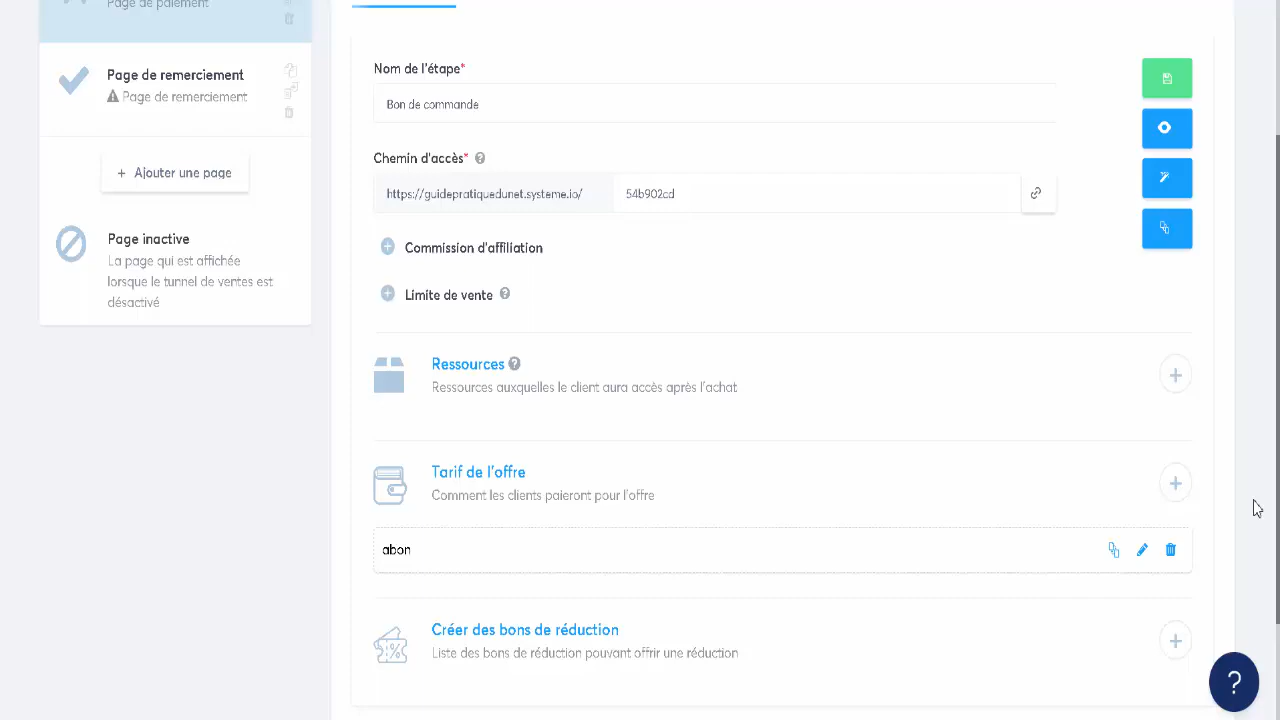 Page de paiement
Page de remerciement
Page de remerciement
+ Ajouter une page
Page inactive
La page qui est affichée
lorsque le tunnel de ventes est
désactivé
Nom de l'étape*
Bon de commande
Chemin d'accès* ?
https://guidepratiquedunet.systeme.io/ 54b902cd
Commission d'affiliation
Limite de vente ?
Ressources ?
Ressources auxquelles le client aura accès après l'achat
Tarif de l'offre
Comment les clients paieront pour l'offre
abon
Créer des bons de réduction
Liste des bons de réduction pouvant offrir une réduction
?